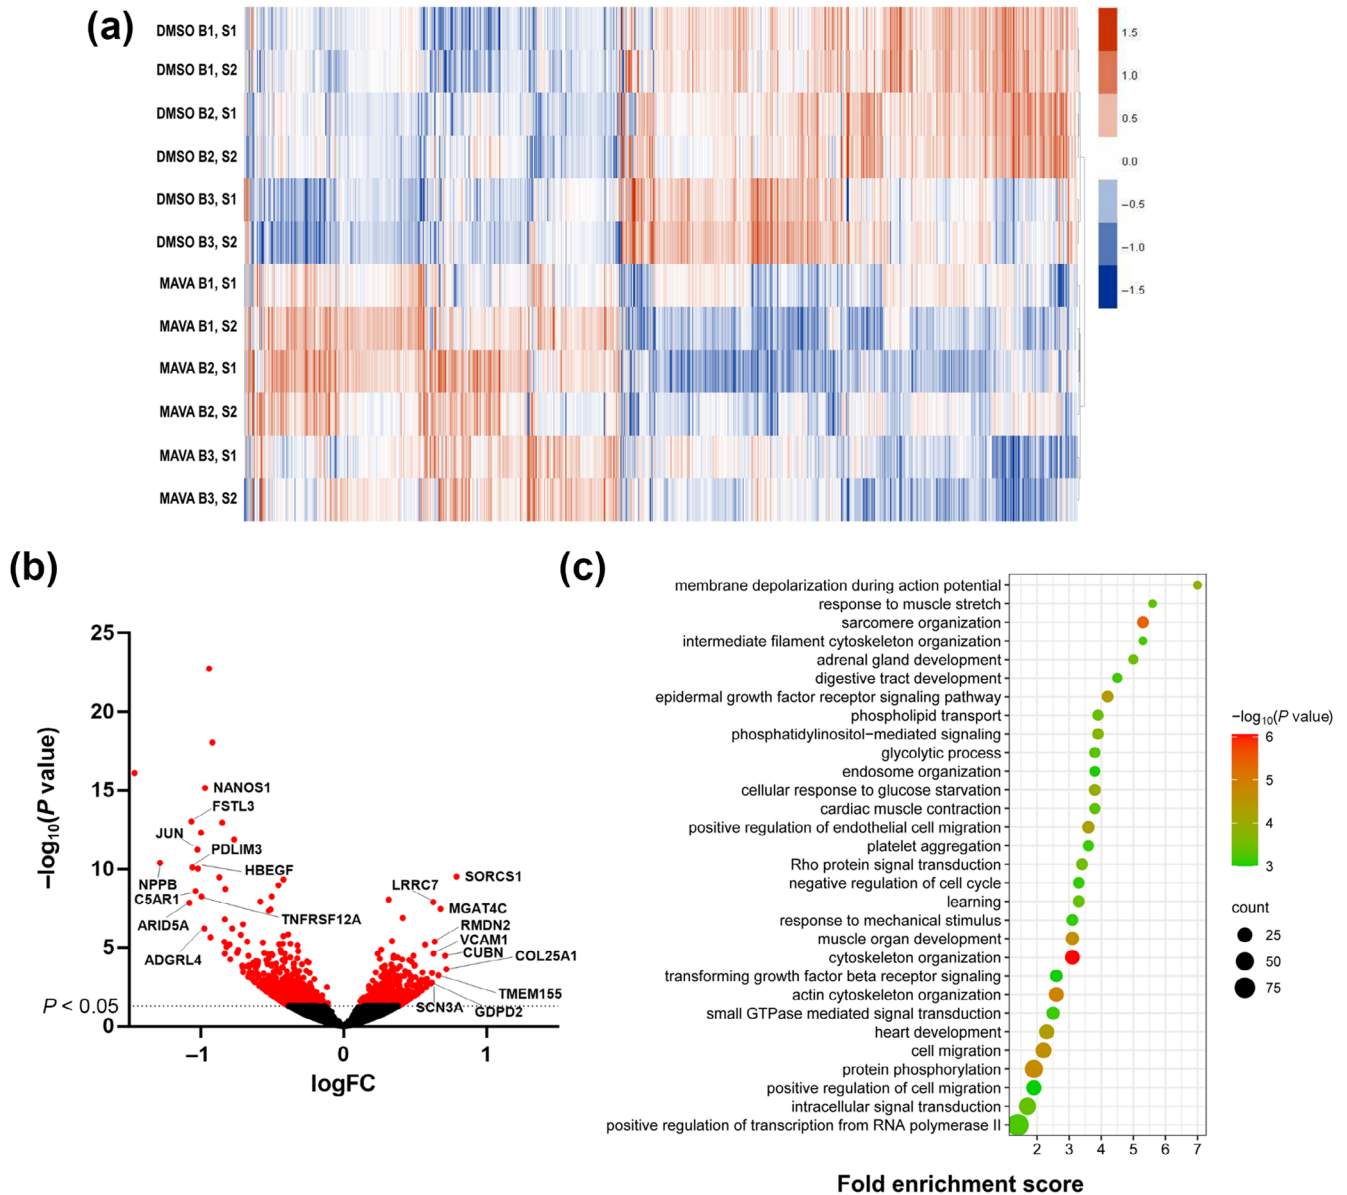 (a)
DMSO B1, S1
DMSO B1, S2
DMSO B2, S1
DMSO B2, S2
DMSO B3, S1
DMSO B3, S2
MAVA B1, S1
MAVA B1, S2
MAVA B2, S1
MAVA B2, S2
MAVA B3, S1
MAVA B3, S2
1.5
1.0
0.5
0.0
−0.5
−1.0
−1.5
(b)
25
20
15
10
5
0
−log10(P value)
P < 0.05
NANOS1
FSTL3
JUN
PDLIM3
HBEGF
NPPB
C5AR1
ARID5A
TNFRSF12A
ADGRL4
SORCS1
LRRC7
MGAT4C
RMDN2
VCAM1
CUBN
COL25A1
TMEM155
SCN3A
GDPD2
−1
0
1
logFC
(c)
membrane depolarization during action potential
response to muscle stretch
sarcomere organization
intermediate filament cytoskeleton organization
adrenal gland development
digestive tract development
epidermal growth factor receptor signaling pathway
phospholipid transport
phosphatidylinositol−mediated signaling
glycolytic process
endosome organization
cellular response to glucose starvation
cardiac muscle contraction
positive regulation of endothelial cell migration
platelet aggregation
Rho protein signal transduction
negative regulation of cell cycle
learning
response to mechanical stimulus
muscle organ development
cytoskeleton organization
transforming growth factor beta receptor signaling
actin cytoskeleton organization
small GTPase mediated signal transduction
heart development
cell migration
protein phosphorylation
positive regulation of cell migration
intracellular signal transduction
positive regulation of transcription from RNA polymerase II
2 3 4 5 6 7
Fold enrichment score
−log10(P value)
6
5
4
3
count
25
50
75